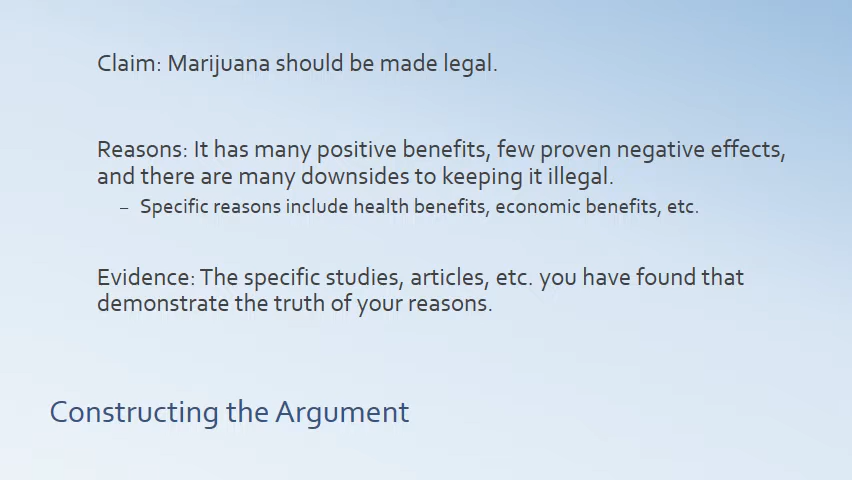 Claim: Marijuana should be made legal.
Reasons: It has many positive benefits, few proven negative effects,
and there are many downsides to keeping it illegal.
– Specific reasons include health benefits, economic benefits, etc.
Evidence: The specific studies, articles, etc. you have found that
demonstrate the truth of your reasons.
Constructing the Argument